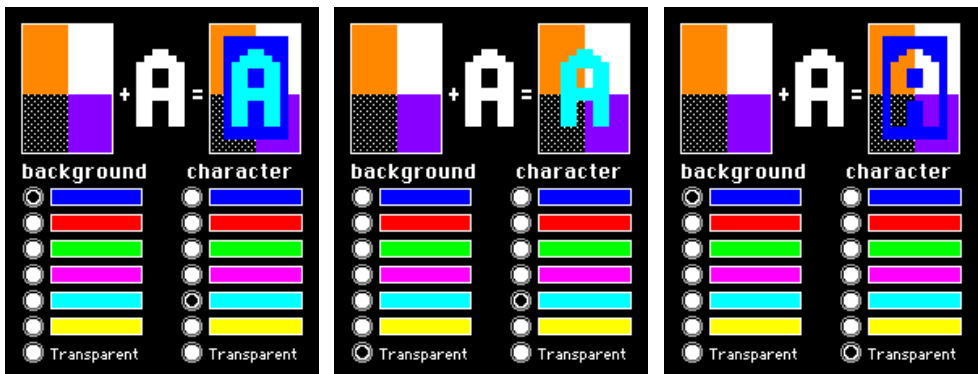 + A = A
background character
Transparent Transparent
+ A = A
background character
Transparent Transparent
+ A = A
background character
Transparent Transparent